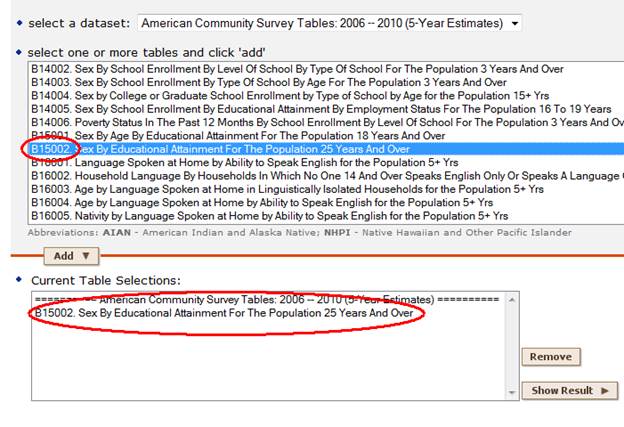 select a dataset: American Community Survey Tables: 2006 -- 2010 (5-Year Estimates)
select one or more tables and click 'add'
B14002. Sex By School Enrollment By Level Of School By Type Of School For The Population 3 Years And Over
B14003. Sex By School Enrollment By Type Of School By Age For the Population 3 Years And Over
B14004. Sex by College or Graduate School Enrollment by Type of School by Age for the Population 15+ Yrs
B14005. Sex By School Enrollment By Educational Attainment By Employment Status For The Population 16 To 19 Years
B14006. Poverty Status In The Past 12 Months By School Enrollment By Level Of School For The Population 3 Years And Ov
B15001. Sex By Age By Educational Attainment For The Population 18 Years And Over
B15002. Sex By Educational Attainment For The Population 25 Years And Over
B16001. Language Spoken at Home by Ability to Speak English for the Population 5+ Yrs
B16002. Household Language By Households In Which No One 14 And Over Speaks English Only Or Speaks A Language
B16003. Age by Language Spoken at Home in Linguistically Isolated Households for the Population 5+ Yrs
B16004. Age by Language Spoken at Home by Ability to Speak English for the Population 5+ Yrs
B16005. Nativity by Language Spoken at Home by Ability to Speak English for the Population 5+ Yrs
Abbreviations: AIAN - American Indian and Alaska Native; NHPI - Native Hawaiian and Other Pacific Islander
Add ▼
Current Table Selections:
========== American Community Survey Tables: 2006 -- 2010 (5-Year Estimates) ==========
B15002. Sex By Educational Attainment For The Population 25 Years And Over
Remove
Show Result ►